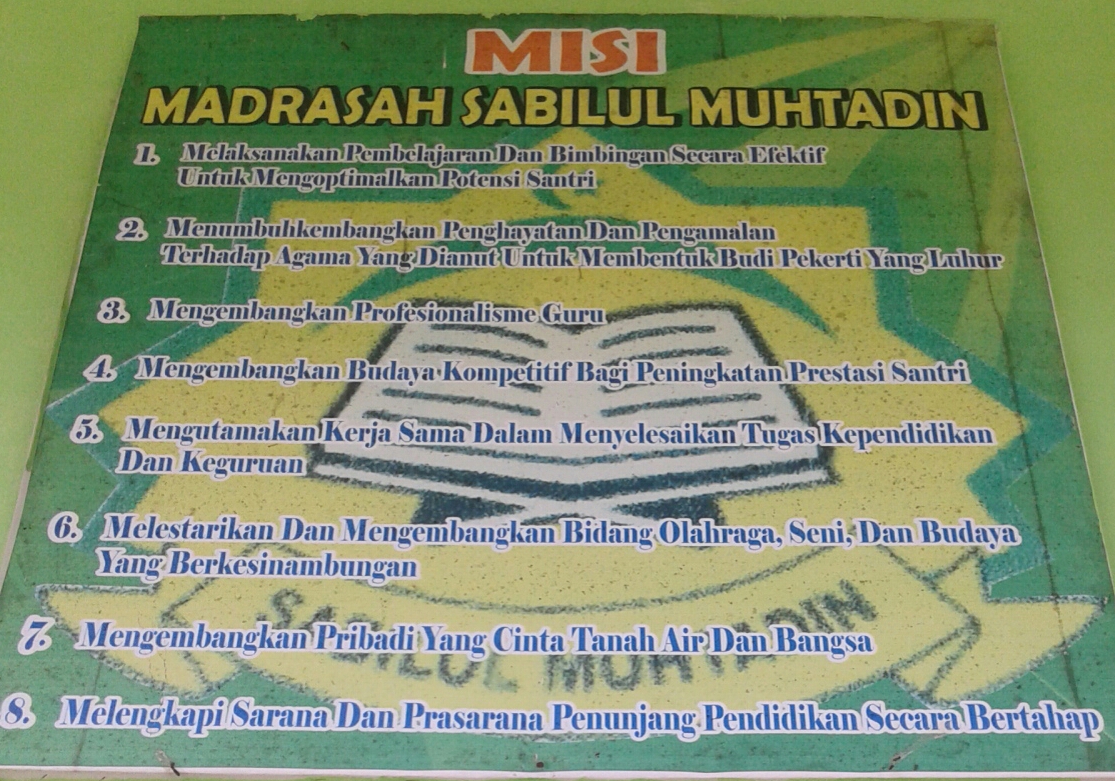 MISI
MADRASAH SABILUL MUHTADIN
1. Melaksanakan Pembelajaran Dan Bimbingan Secara Efektif
Untuk Mengoptimalkan Potensi Santri
2. Menumbuhkembangkan Penghayatan Dan Pengamalan
Terhadap Agama Yang Dianut Untuk Membentuk Budi Pekerti Yang Luhur
3. Mengembangkan Profesionalisme Guru
4. Mengembangkan Budaya Kompetitif Bagi Peningkatan Prestasi Santri
5. Mengutamakan Kerja Sama Dalam Menyelesaikan Tugas Kependidikan
Dan Keguruan
6. Melestarikan Dan Mengembangkan Bidang Olahraga, Seni, Dan Budaya
Yang Berkesinambungan
SABILUL MUHTADIN
7. Mengembangkan Pribadi Yang Cinta Tanah Air Dan Bangsa
8. Melengkapi Sarana Dan Prasarana Penunjang Pendidikan Secara Bertahap